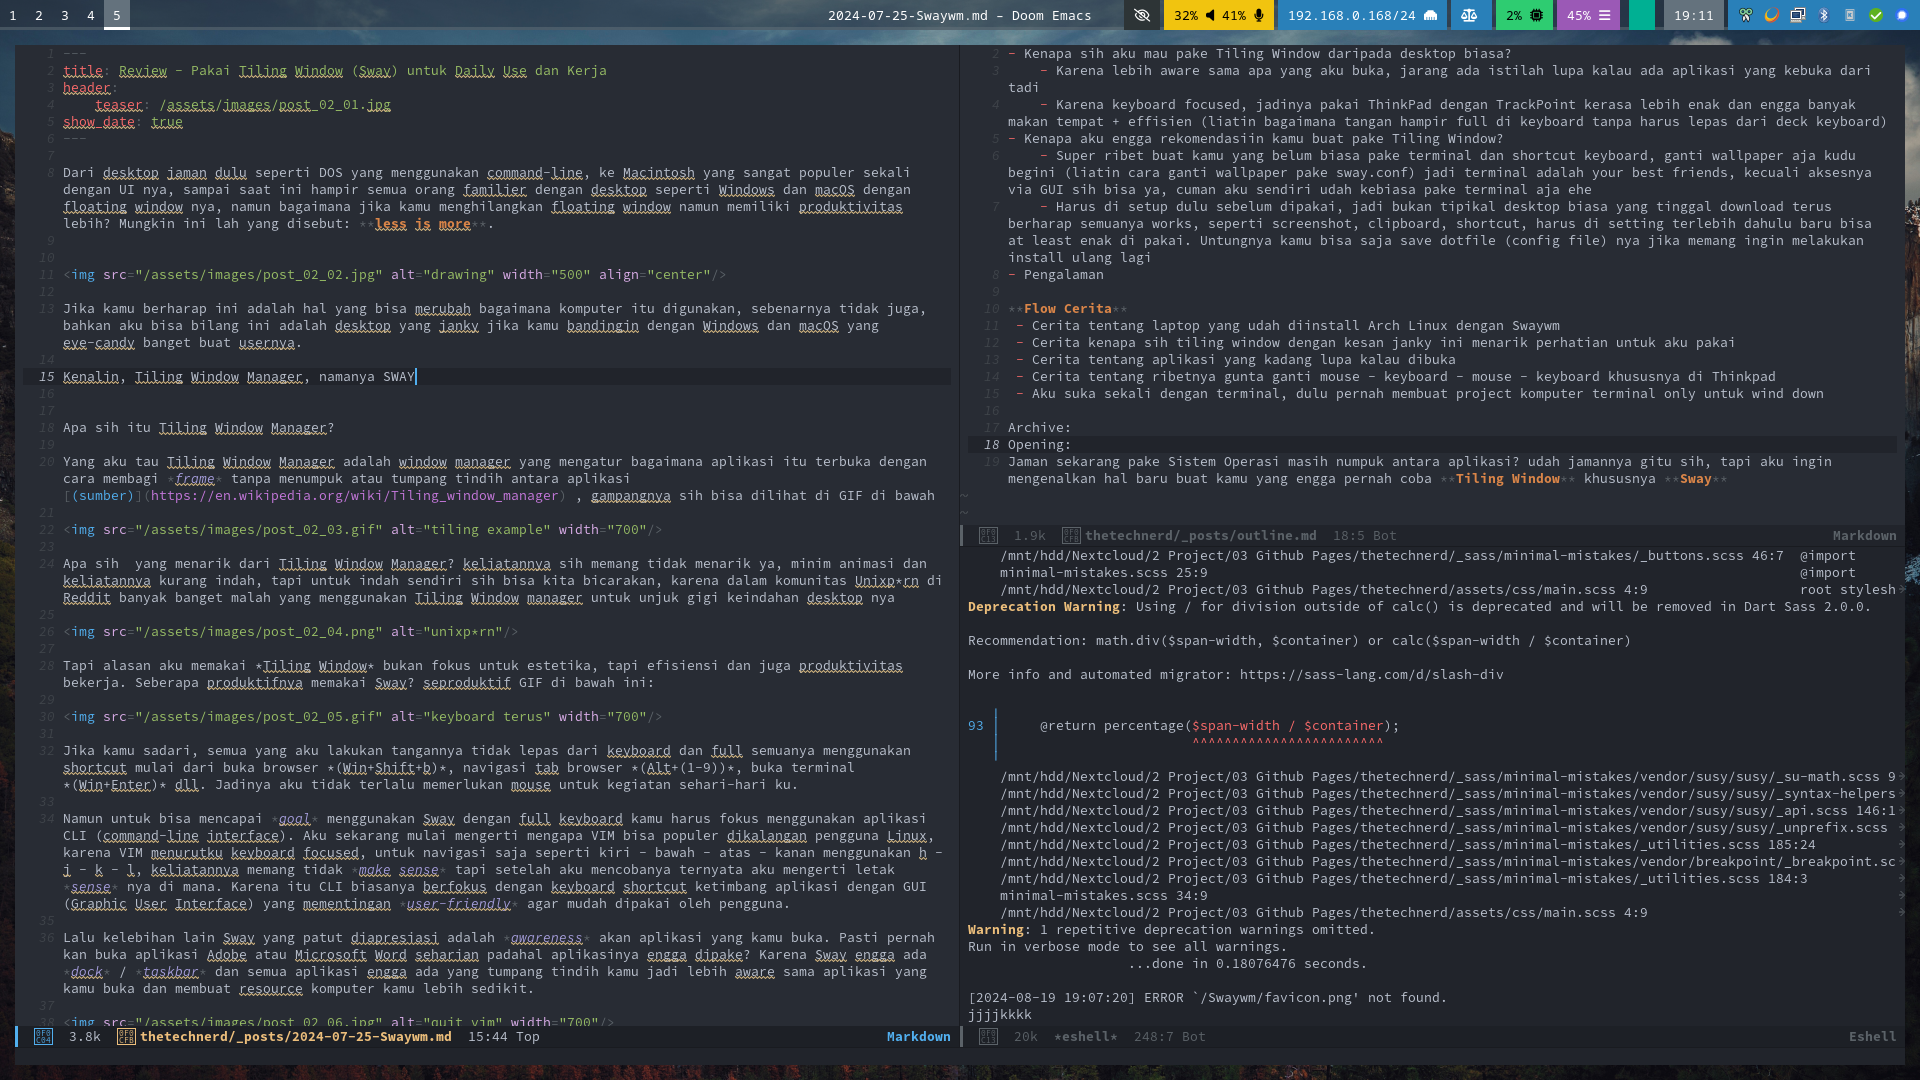 1 2 3 4 5
2024-07-25-Swaywm.md – Doom Emacs
32% 41% 192.168.0.168/24 2% 45% 19:11
1 ---
2 title: Review - Pakai Tiling Window (Sway) untuk Daily Use dan Kerja
3 header:
4     teaser: /assets/images/post_02_01.jpg
5 show_date: true
6 ---
7
8 Dari desktop jaman dulu seperti DOS yang menggunakan command-line, ke Macintosh yang sangat populer sekali
dengan UI nya, sampai saat ini hampir semua orang familier dengan desktop seperti Windows dan macOS dengan
floating window nya, namun bagaimana jika kamu menghilangkan floating window namun memiliki produktivitas
lebih? Mungkin ini lah yang disebut: **less is more**.
9
10
11 <img src="/assets/images/post_02_02.jpg" alt="drawing" width="500" align="center"/>
12
13 Jika kamu berharap ini adalah hal yang bisa merubah bagaimana komputer itu digunakan, sebenarnya tidak juga,
bahkan aku bisa bilang ini adalah desktop yang janky jika kamu bandingin dengan Windows dan macOS yang
eye-candy banget buat usernya.
14
15 Kenalin, Tiling Window Manager, namanya SWAY
16
17
18 Apa sih itu Tiling Window Manager?
19
20 Yang aku tau Tiling Window Manager adalah window manager yang mengatur bagaimana aplikasi itu terbuka dengan
cara membagi *frame* tanpa menumpuk atau tumpang tindih antara aplikasi
[(sumber)](https://en.wikipedia.org/wiki/Tiling_window_manager) , gampangnya sih bisa dilihat di GIF di bawah
21
22 <img src="/assets/images/post_02_03.gif" alt="tiling example" width="700"/>
23
24 Apa sih  yang menarik dari Tiling Window Manager? keliatannya sih memang tidak menarik ya, minim animasi dan
keliatannya kurang indah, tapi untuk indah sendiri sih bisa kita bicarakan, karena dalam komunitas Unixp*rn di
Reddit banyak banget malah yang menggunakan Tiling Window manager untuk unjuk gigi keindahan desktop nya
25
26 <img src="/assets/images/post_02_04.png" alt="unixp*rn"/>
27
28 Tapi alasan aku memakai *Tiling Window* bukan fokus untuk estetika, tapi efisiensi dan juga produktivitas
bekerja. Seberapa produktifnya memakai Sway? seproduktif GIF di bawah ini:
29
30 <img src="/assets/images/post_02_05.gif" alt="keyboard terus" width="700"/>
31
32 Jika kamu sadari, semua yang aku lakukan tangannya tidak lepas dari keyboard dan full semuanya menggunakan
shortcut mulai dari buka browser *(Win+Shift+b)*, navigasi tab browser *(Alt+(1-9))*, buka terminal
*(Win+Enter)* dll. Jadinya aku tidak terlalu memerlukan mouse untuk kegiatan sehari-hari ku.
33
34 Namun untuk bisa mencapai *goal* menggunakan Sway dengan full keyboard kamu harus fokus menggunakan aplikasi
CLI (command-line interface). Aku sekarang mulai mengerti mengapa VIM bisa populer dikalangan pengguna Linux,
karena VIM menurutku keyboard focused, untuk navigasi saja seperti kiri - bawah - atas - kanan menggunakan h -
j - k - l, keliatannya memang tidak *make sense* tapi setelah aku mencobanya ternyata aku mengerti letak
*sense* nya di mana. Karena itu CLI biasanya berfokus dengan keyboard shortcut ketimbang aplikasi dengan GUI
(Graphic User Interface) yang mementingan *user-friendly* agar mudah dipakai oleh pengguna.
35
36 Lalu kelebihan lain Sway yang patut diapresiasi adalah *awareness* akan aplikasi yang kamu buka. Pasti pernah
kan buka aplikasi Adobe atau Microsoft Word seharian padahal aplikasinya engga dipake? Karena Sway engga ada
*dock* / *taskbar* dan semua aplikasi engga ada yang tumpang tindih kamu jadi lebih aware sama aplikasi yang
kamu buka dan membuat resource komputer kamu lebih sedikit.
37
38 <img src="/assets/images/post_02_06.jpg" alt="quit vim" width="700"/>
3.8k thetechnerd/_posts/2024-07-25-Swaywm.md 15:44 Top Markdown
2 - Kenapa sih aku mau pake Tiling Window daripada desktop biasa?
3     - Karena lebih aware sama apa yang aku buka, jarang ada istilah lupa kalau ada aplikasi yang kebuka dari
tadi
4     - Karena keyboard focused, jadinya pakai ThinkPad dengan TrackPoint kerasa lebih enak dan engga banyak
makan tempat + effisien (liatin bagaimana tangan hampir full di keyboard tanpa harus lepas dari deck keyboard)
5 - Kenapa aku engga rekomendasiin kamu buat pake Tiling Window?
6     - Super ribet buat kamu yang belum biasa pake terminal dan shortcut keyboard, ganti wallpaper aja kudu
begini (liatin cara ganti wallpaper pake sway.conf) jadi terminal adalah your best friends, kecuali aksesnya
via GUI sih bisa ya, cuman aku sendiri udah kebiasa pake terminal aja ehe
7     - Harus di setup dulu sebelum dipakai, jadi bukan tipikal desktop biasa yang tinggal download terus
berharap semuanya works, seperti screenshot, clipboard, shortcut, harus di setting terlebih dahulu baru bisa
at least enak di pakai. Untungnya kamu bisa saja save dotfile (config file) nya jika memang ingin melakukan
install ulang lagi
8 - Pengalaman
9
10 **Flow Cerita**
11  - Cerita tentang laptop yang udah diinstall Arch Linux dengan Swaywm
12  - Cerita kenapa sih tiling window dengan kesan janky ini menarik perhatian untuk aku pakai
13  - Cerita tentang aplikasi yang kadang lupa kalau dibuka
14  - Cerita tentang ribetnya gunta ganti mouse - keyboard - mouse - keyboard khususnya di Thinkpad
15  - Aku suka sekali dengan terminal, dulu pernah membuat project komputer terminal only untuk wind down
16
17 Archive:
18 Opening:
19 Jaman sekarang pake Sistem Operasi masih numpuk antara aplikasi? udah jamannya gitu sih, tapi aku ingin
mengenalkan hal baru buat kamu yang engga pernah coba **Tiling Window** khususnya **Sway**
~
~
1.9k thetechnerd/_posts/outline.md 18:5 Bot Markdown
/mnt/hdd/Nextcloud/2 Project/03 Github Pages/thetechnerd/_sass/minimal-mistakes/_buttons.scss 46:7  @import
minimal-mistakes.scss 25:9  @import
/mnt/hdd/Nextcloud/2 Project/03 Github Pages/thetechnerd/assets/css/main.scss 4:9  root stylesh
Deprecation Warning: Using / for division outside of calc() is deprecated and will be removed in Dart Sass 2.0.0.
Recommendation: math.div($span-width, $container) or calc($span-width / $container)
More info and automated migrator: https://sass-lang.com/d/slash-div
93 │     @return percentage($span-width / $container);
^^^^^^^^^^^^^^^^^^^^^^^^
/mnt/hdd/Nextcloud/2 Project/03 Github Pages/thetechnerd/_sass/minimal-mistakes/vendor/susy/susy/_su-math.scss 9
/mnt/hdd/Nextcloud/2 Project/03 Github Pages/thetechnerd/_sass/minimal-mistakes/vendor/susy/susy/_syntax-helpers
/mnt/hdd/Nextcloud/2 Project/03 Github Pages/thetechnerd/_sass/minimal-mistakes/vendor/susy/susy/_api.scss 146:1
/mnt/hdd/Nextcloud/2 Project/03 Github Pages/thetechnerd/_sass/minimal-mistakes/vendor/susy/susy/_unprefix.scss
/mnt/hdd/Nextcloud/2 Project/03 Github Pages/thetechnerd/_sass/minimal-mistakes/_utilities.scss 185:24
/mnt/hdd/Nextcloud/2 Project/03 Github Pages/thetechnerd/_sass/minimal-mistakes/vendor/breakpoint/_breakpoint.sc
/mnt/hdd/Nextcloud/2 Project/03 Github Pages/thetechnerd/_sass/minimal-mistakes/_utilities.scss 184:3
minimal-mistakes.scss 34:9
/mnt/hdd/Nextcloud/2 Project/03 Github Pages/thetechnerd/assets/css/main.scss 4:9
Warning: 1 repetitive deprecation warnings omitted.
Run in verbose mode to see all warnings.
...done in 0.18076476 seconds.
[2024-08-19 19:07:20] ERROR `/Swaywm/favicon.png' not found.
jjjjkkkk
20k *eshell* 248:7 Bot Eshell